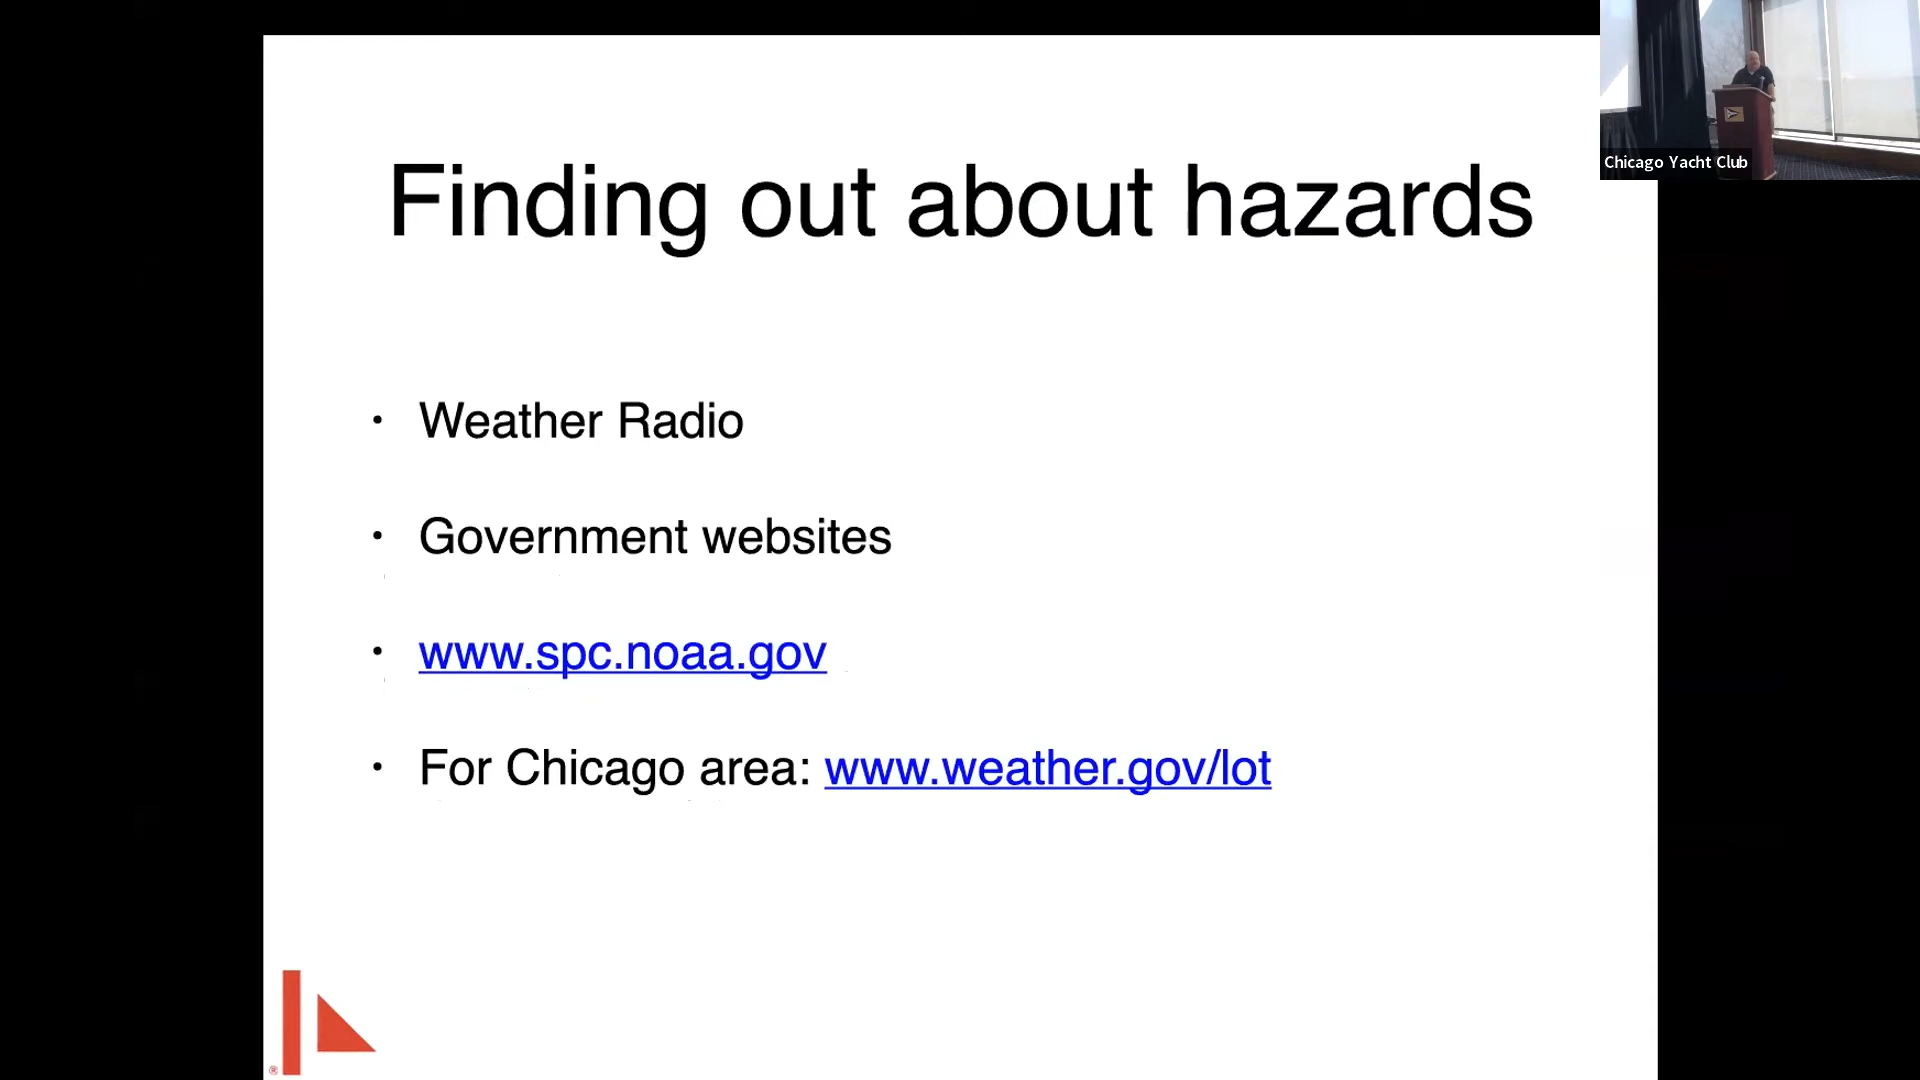 Chicago Yacht Club
Finding out about hazards
• Weather Radio
• Government websites
• www.spc.noaa.gov
• For Chicago area: www.weather.gov/lot
®